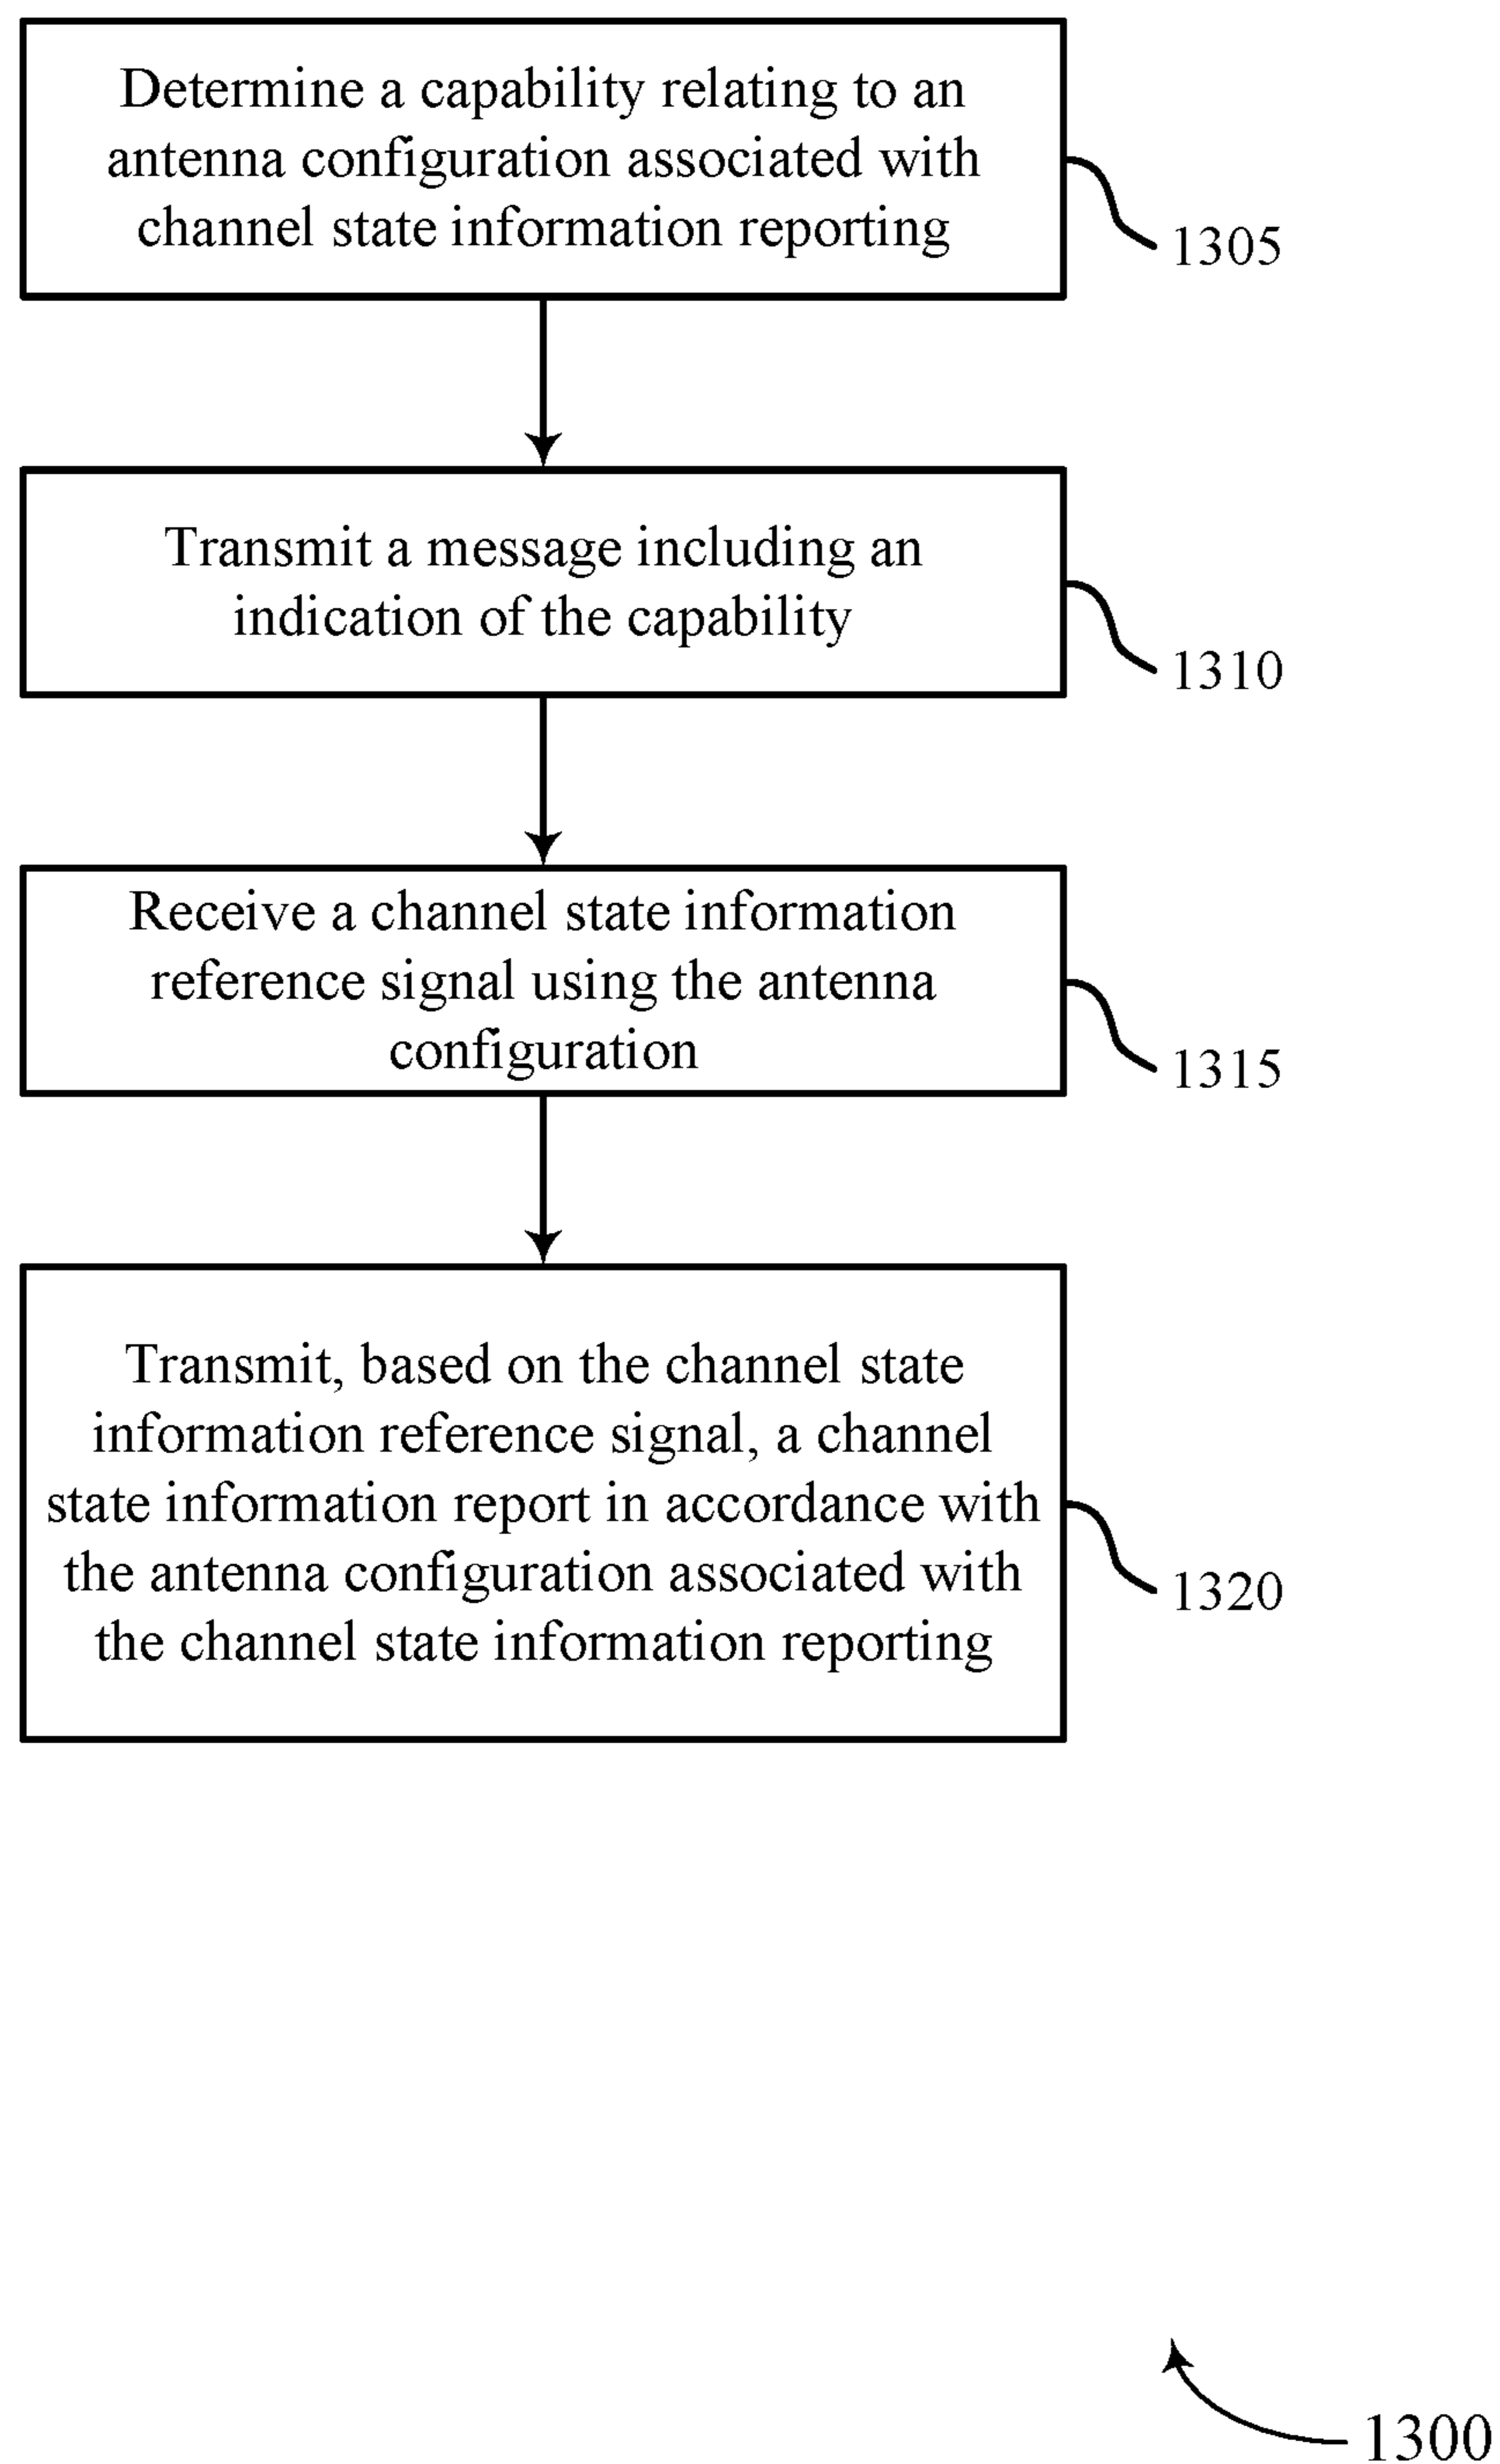 Determine a capability relating to an
antenna configuration associated with
channel state information reporting
1305
Transmit a message including an
indication of the capability
1310
Receive a channel state information
reference signal using the antenna
configuration
1315
Transmit, based on the channel state
information reference signal, a channel
state information report in accordance with
the antenna configuration associated with
the channel state information reporting
1320
1300